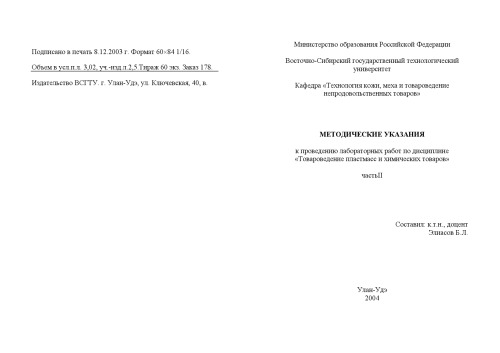 Подписано в печать 8.12.2003 г. Формат 60×84 1/16.
Объем в усл.п.л. 3,02, уч.-изд.л.2,5.Тираж 60 экз. Заказ 178.
Издательство ВСГТУ. г. Улан-Удэ, ул. Ключевская, 40, в.
Министерство образования Российской Федерации
Восточно-Сибирский государственный технологический
университет
Кафедра «Технология кожи, меха и товароведение
непродовольственных товаров»
МЕТОДИЧЕСКИЕ УКАЗАНИЯ
к проведению лабораторных работ по дисциплине
«Товароведение пластмасс и химических товаров»
частьII
Составил: к.т.н., доцент
Элиасов Б.Л.
Улан-Удэ
2004